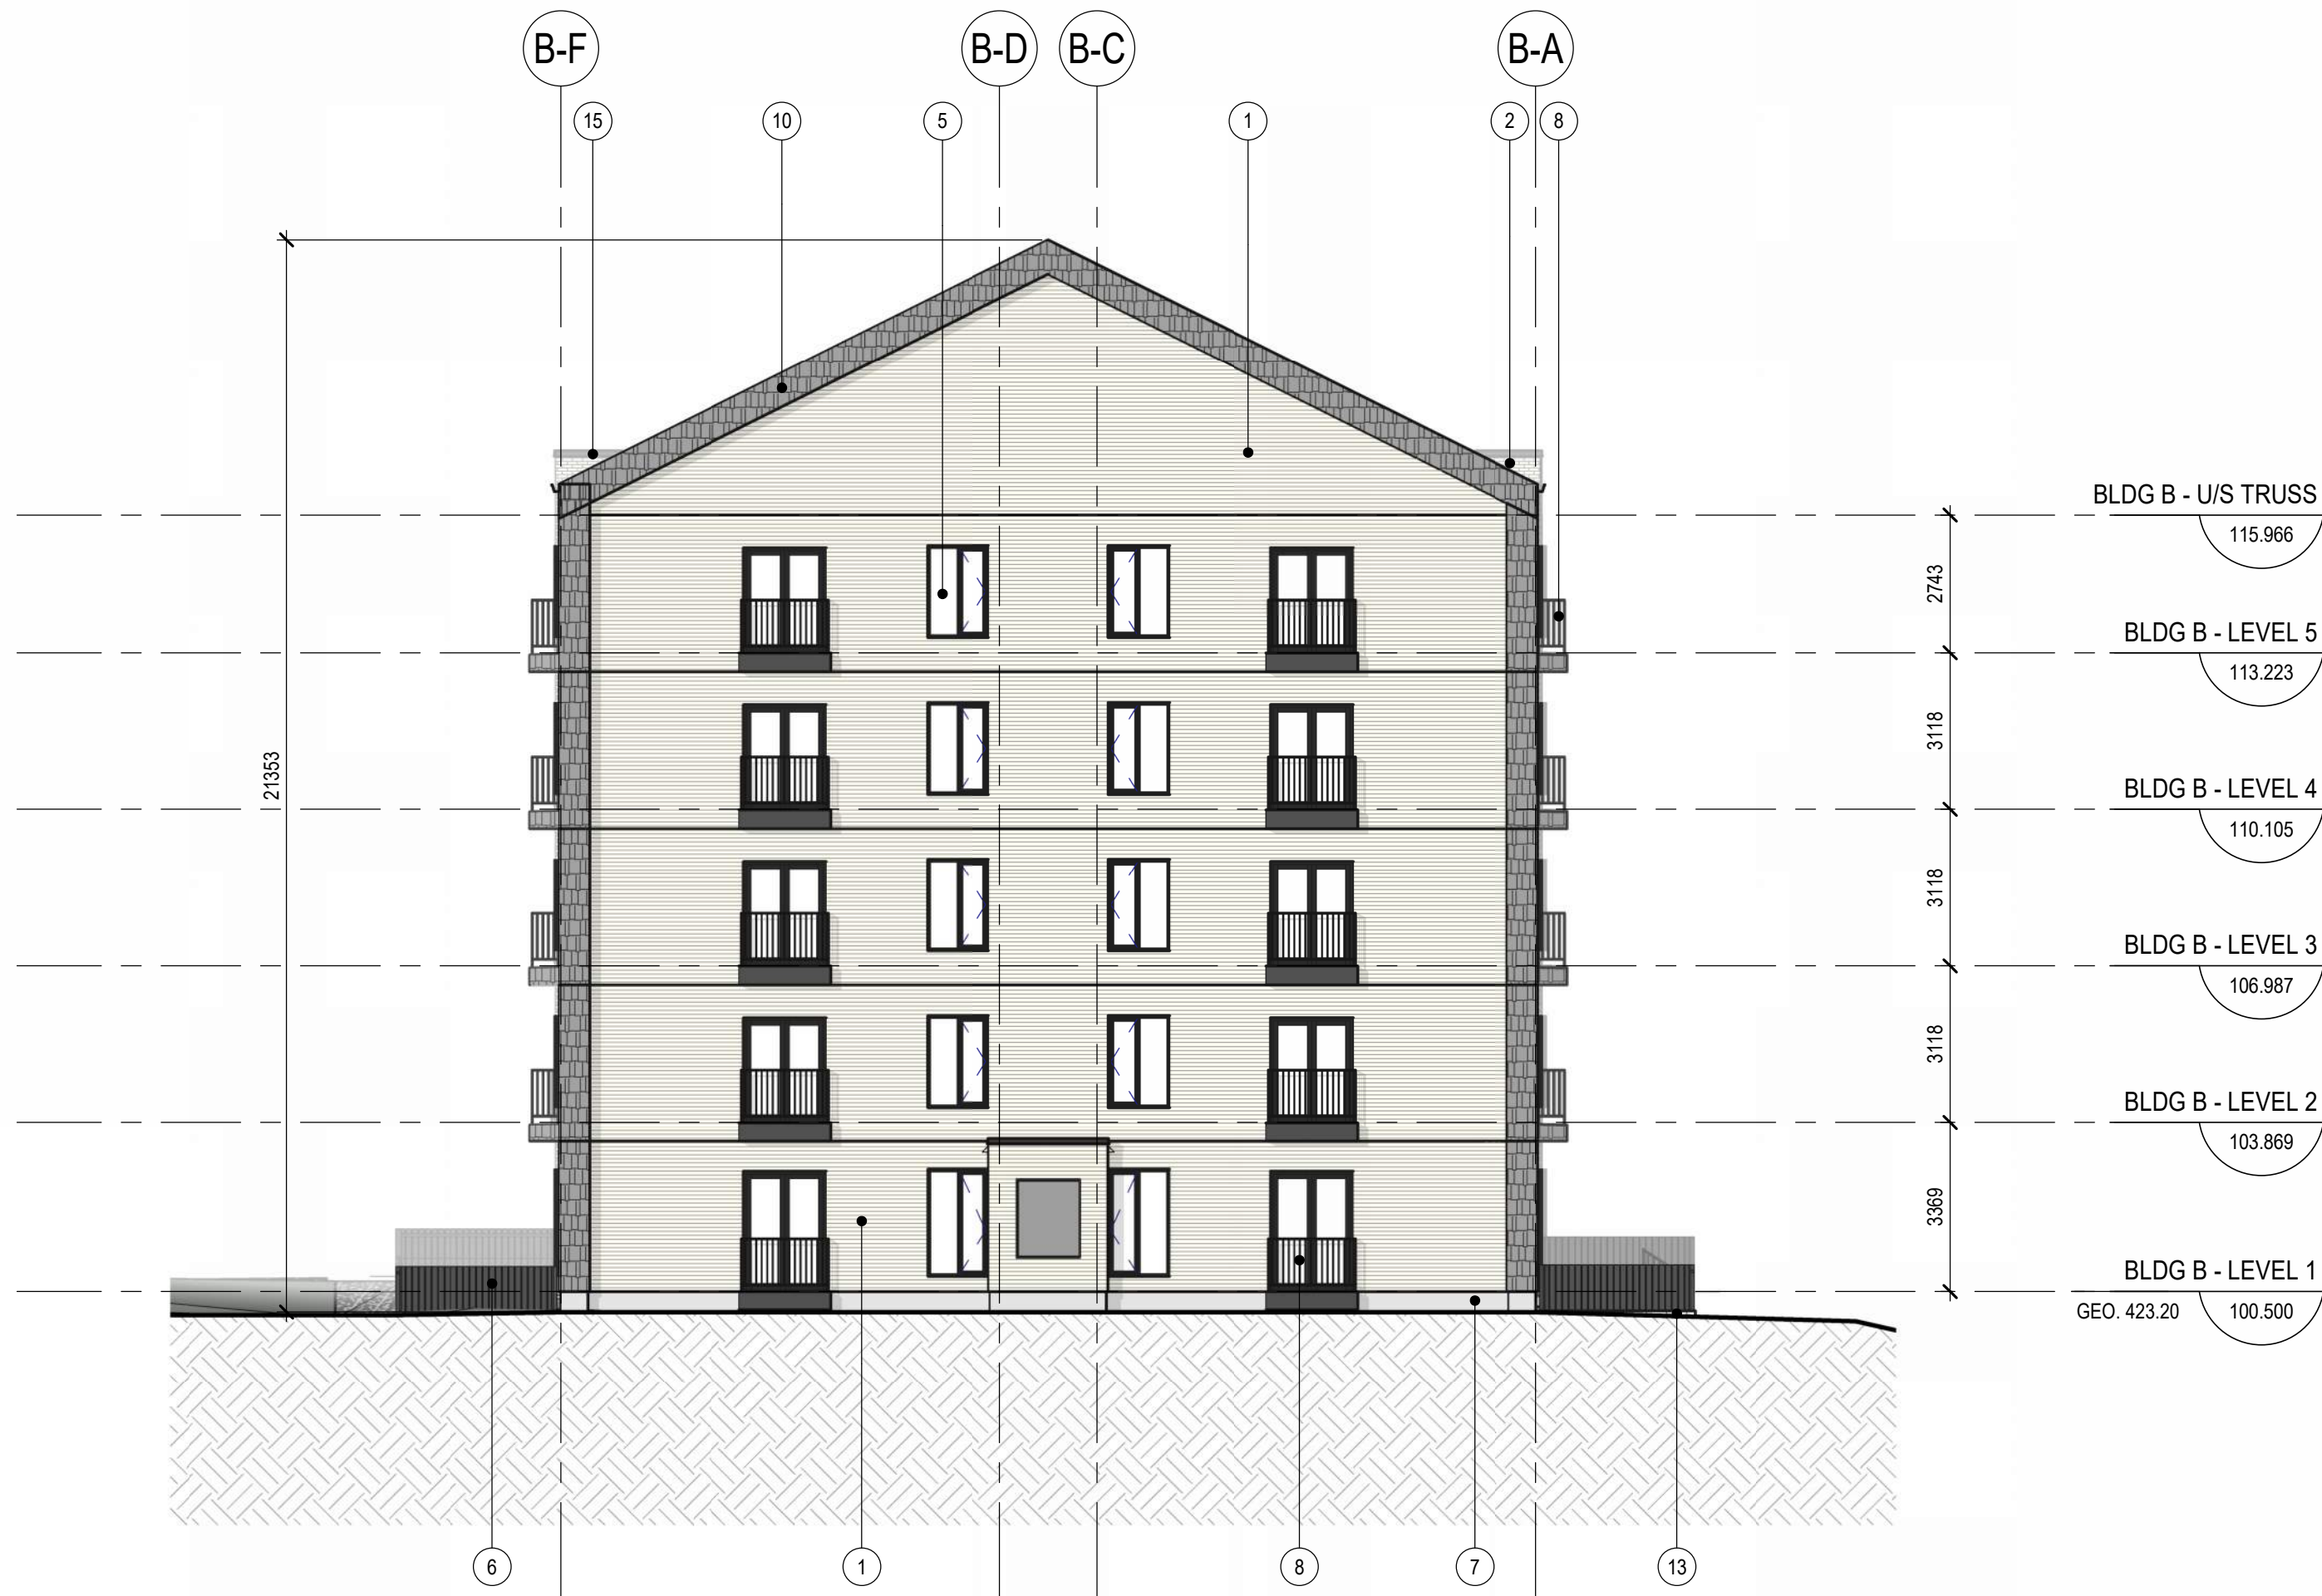 B-F
B-D
B-C
B-A
15
10
5
1
2
8
BLDG B - U/S TRUSS
115.966
2743
BLDG B - LEVEL 5
113.223
3118
21353
BLDG B - LEVEL 4
110.105
3118
BLDG B - LEVEL 3
106.987
3118
BLDG B - LEVEL 2
103.869
3369
BLDG B - LEVEL 1
GEO. 423.20
100.500
6
1
8
7
13